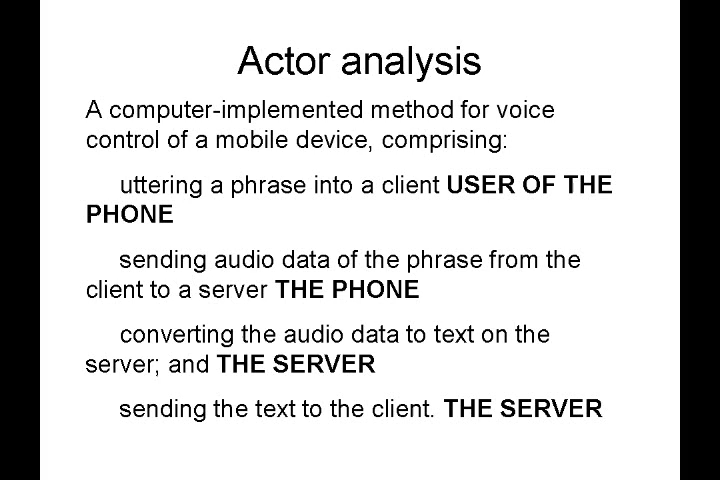 Actor analysis
A computer-implemented method for voice
control of a mobile device, comprising:
uttering a phrase into a client USER OF THE
PHONE
sending audio data of the phrase from the
client to a server THE PHONE
converting the audio data to text on the
server; and THE SERVER
sending the text to the client. THE SERVER